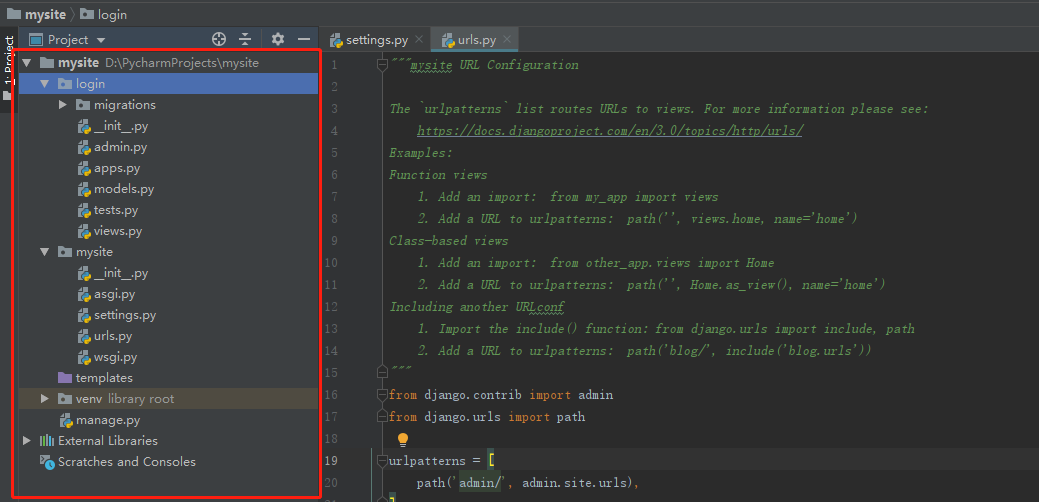 mysite login
1: Project
Project
settings.py urls.py
mysite D:\PycharmProjects\mysite
login
migrations
__init__.py
admin.py
apps.py
models.py
tests.py
views.py
mysite
__init__.py
asgi.py
settings.py
urls.py
wsgi.py
templates
venv library root
manage.py
External Libraries
Scratches and Consoles
1 """mysite URL Configuration
2
3 The `urlpatterns` list routes URLs to views. For more information please see:
4 https://docs.djangoproject.com/en/3.0/topics/http/urls/
5 Examples:
6 Function views
7 1. Add an import:  from my_app import views
8 2. Add a URL to urlpatterns:  path('', views.home, name='home')
9 Class-based views
10 1. Add an import:  from other_app.views import Home
11 2. Add a URL to urlpatterns:  path('', Home.as_view(), name='home')
12 Including another URLconf
13 1. Import the include() function: from django.urls import include, path
14 2. Add a URL to urlpatterns:  path('blog/', include('blog.urls'))
15 """
16 from django.contrib import admin
17 from django.urls import path
18
19 urlpatterns = [
20 path('admin/', admin.site.urls),
21 ]